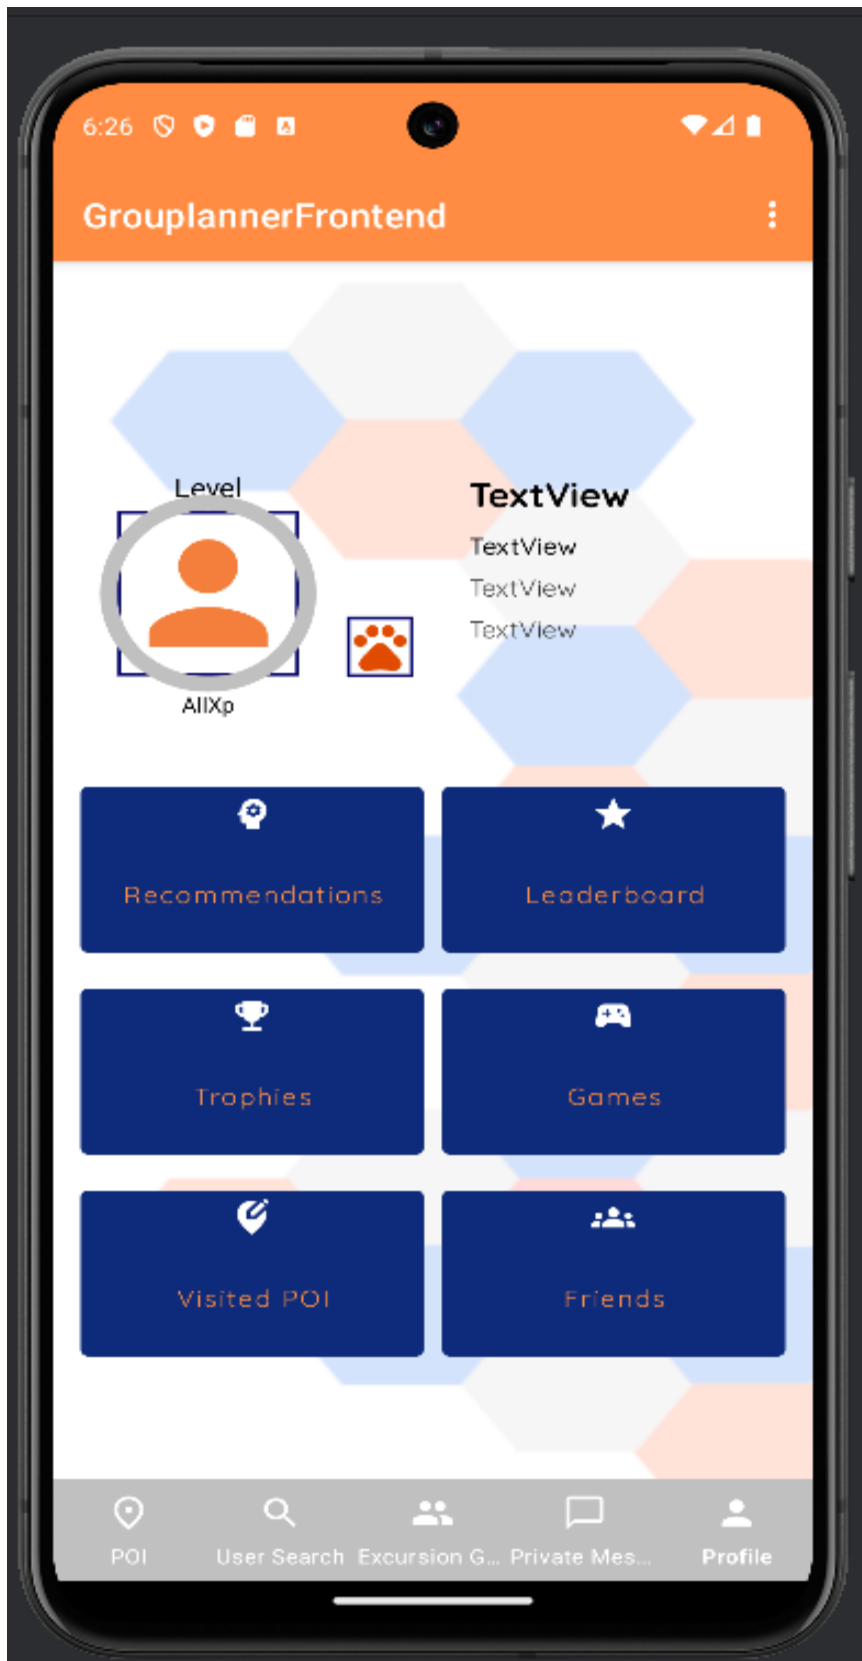 6:26
GrouplannerFrontend
Level
TextView
TextView
TextView
TextView
AllXp
Recommendations
Leaderboard
Trophies
Games
Visited POI
Friends
POI
User Search
Excursion G...
Private Mes...
Profile